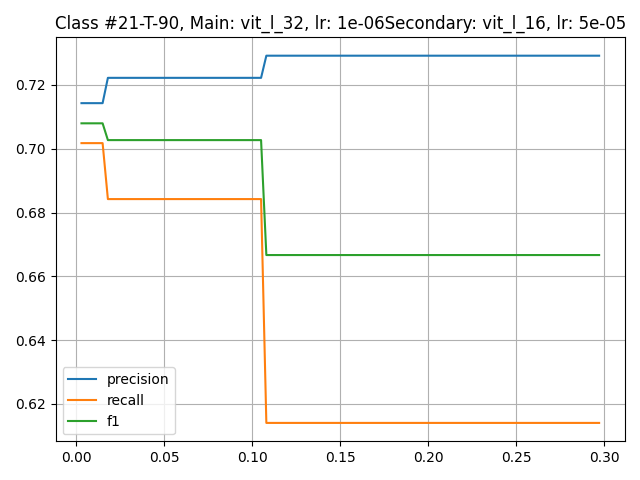 Class #21-T-90, Main: vit_l_32, lr: 1e-06Secondary: vit_l_16, lr: 5e-05
0.72
0.70
0.68
0.66
0.64
0.62
precision
recall
f1
0.00 0.05 0.10 0.15 0.20 0.25 0.30